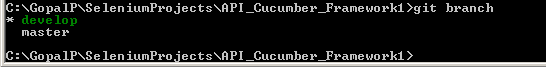 C:\GopalP\SeleniumProjects\API_Cucumber_Framework1>git branch
* develop
  master
C:\GopalP\SeleniumProjects\API_Cucumber_Framework1>